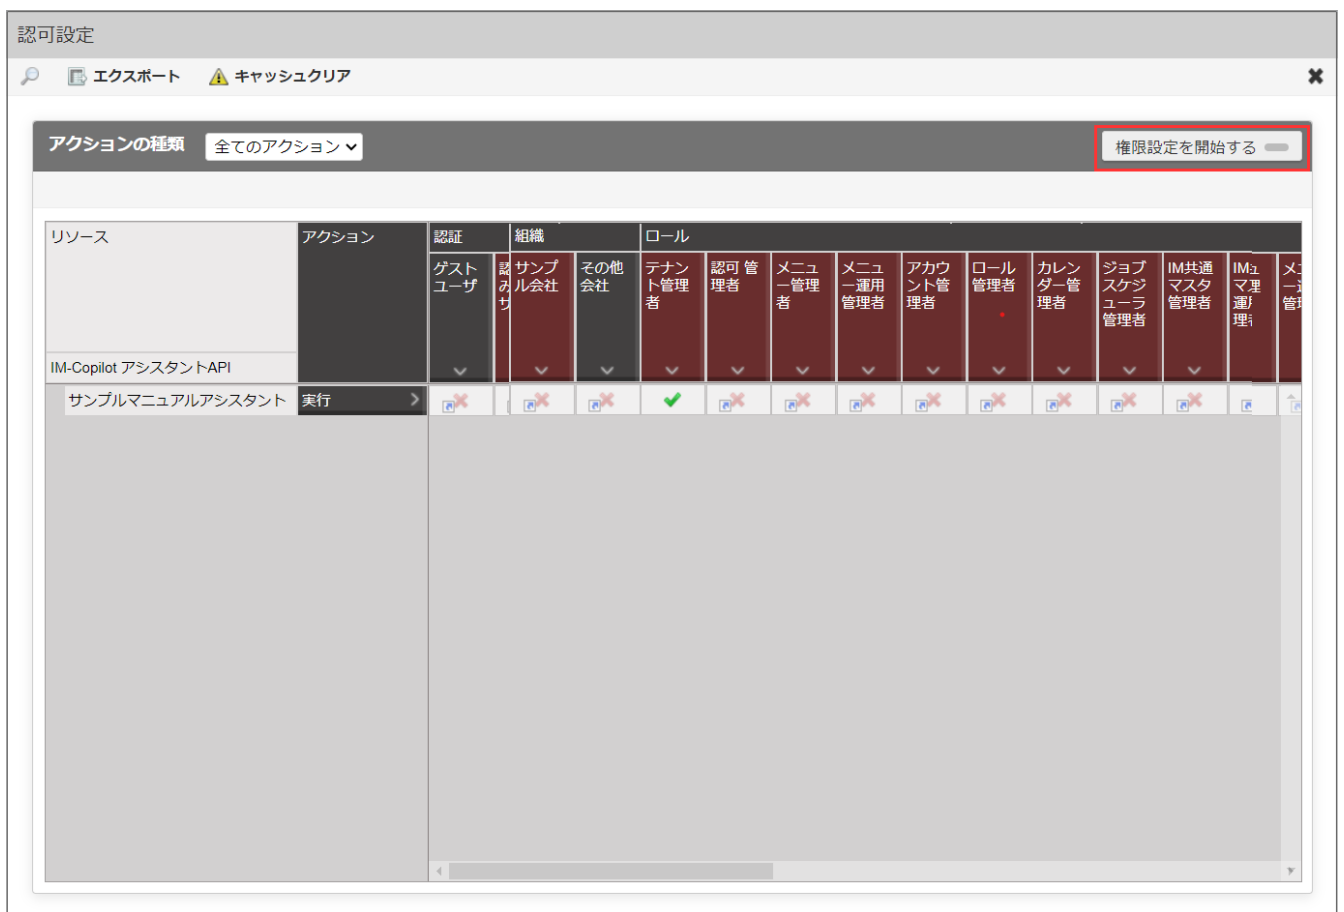 認可設定
エクスポート
キャッシュクリア
アクションの種類
全てのアクション
権限設定を開始する
リソース
アクション
認証
組織
ロール
ゲスト
ユーザ
サンプ
ル会社
その他
会社
テナン
ト管理
者
認可 管
理者
メニュ
ー管理
者
メニュ
ー運用
管理者
アカウ
ント管
理者
ロール
管理者
カレン
ダー管
理者
ジョブ
スケジ
ューラ
管理者
IM共通
マスタ
管理者
IM-Copilot アシスタントAPI
サンプルマニュアルアシスタント
実行